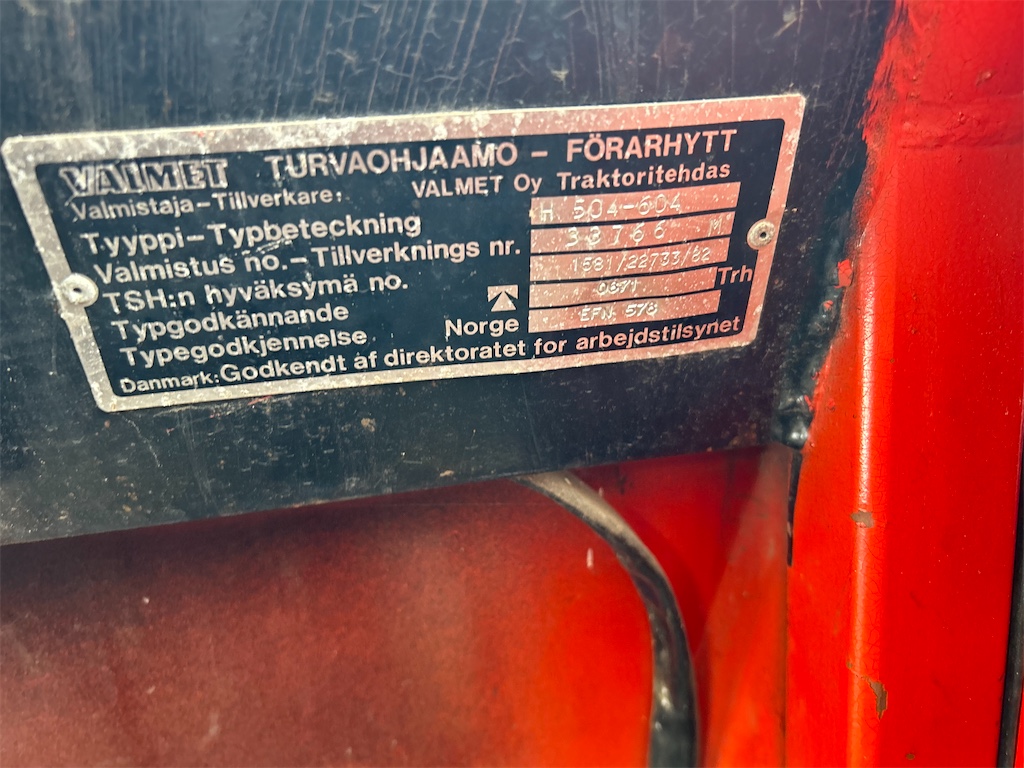 VALMET TURVAOHJAAMO - FÖRARHYTT
Valmistaja-Tillverkare: VALMET Oy Traktoritehdas
Tyyppi-Typbeteckning H 504-604
Valmistus no.-Tillverknings nr. 33766 M
TSH:n hyväksymä no. 1581/22733/82
Typgodkännande 0671 Trh
Typegodkjennelse Norge EFN 578
Danmark: Godkendt af direktoratet for arbejdstilsynet